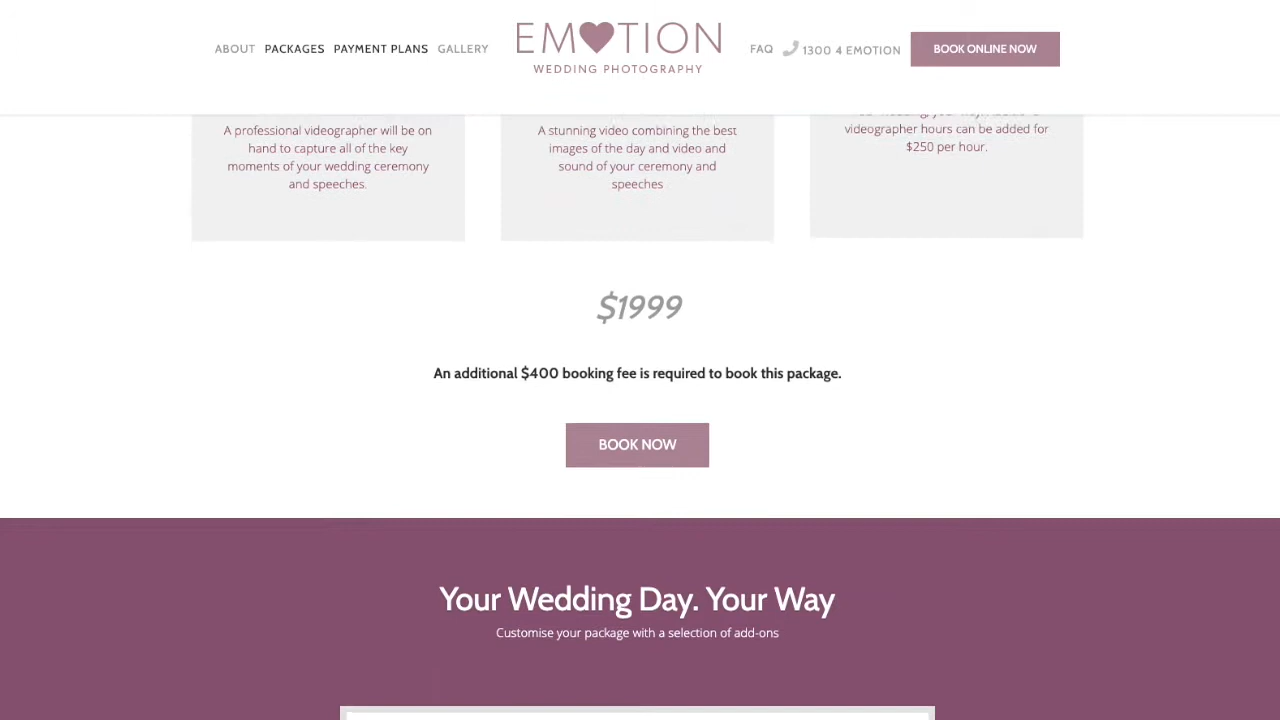 ABOUT PACKAGES PAYMENT PLANS GALLERY
EMOTION
WEDDING PHOTOGRAPHY
FAQ 1300 4 EMOTION BOOK ONLINE NOW
A professional videographer will be on
hand to capture all of the key
moments of your wedding ceremony
and speeches.
A stunning video combining the best
images of the day and video and
sound of your ceremony and
speeches
videographer hours can be added for
$250 per hour.
$1999
An additional $400 booking fee is required to book this package.
BOOK NOW
Your Wedding Day. Your Way
Customise your package with a selection of add-ons